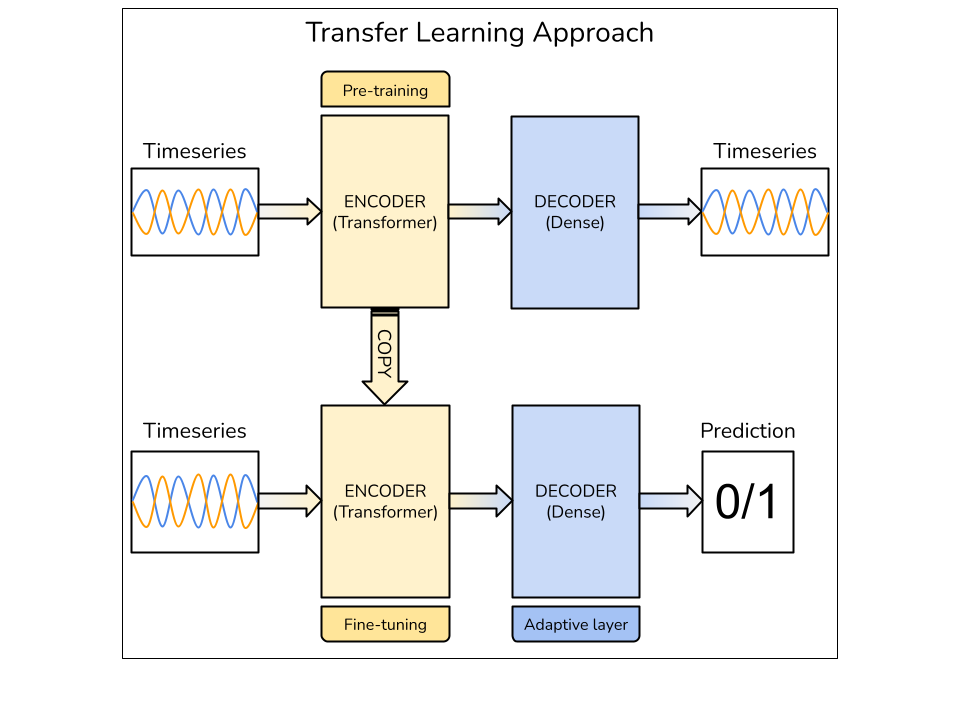 Transfer Learning Approach
Pre-training
Timeseries
ENCODER
(Transformer)
DECODER
(Dense)
Timeseries
COPY
Timeseries
ENCODER
(Transformer)
DECODER
(Dense)
Prediction
0/1
Fine-tuning
Adaptive layer